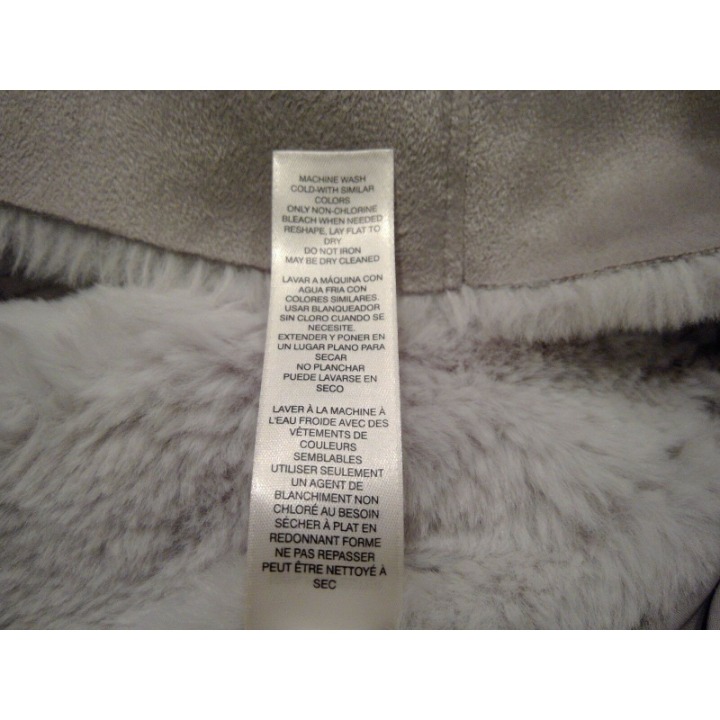 MACHINE WASH
COLD-WITH SIMILAR
COLORS
ONLY NON-CHLORINE
BLEACH WHEN NEEDED
RESHAPE, LAY FLAT TO
DRY
DO NOT IRON
MAY BE DRY CLEANED
LAVAR A MÁQUINA CON
AGUA FRIA CON
COLORES SIMILARES.
USAR BLANQUEADOR
SIN CLORO CUANDO SE
NECESITE.
EXTENDER Y PONER EN
UN LUGAR PLANO PARA
SECAR
NO PLANCHAR
PUEDE LAVARSE EN
SECO
LAVER À LA MACHINE À
L'EAU FROIDE AVEC DES
VÊTEMENTS DE
COULEURS
SEMBLABLES
UTILISER SEULEMENT
UN AGENT DE
BLANCHIMENT NON
CHLORÉ AU BESOIN
SÉCHER À PLAT EN
REDONNANT FORME
NE PAS REPASSER
PEUT ÊTRE NETTOYÉ À
SEC